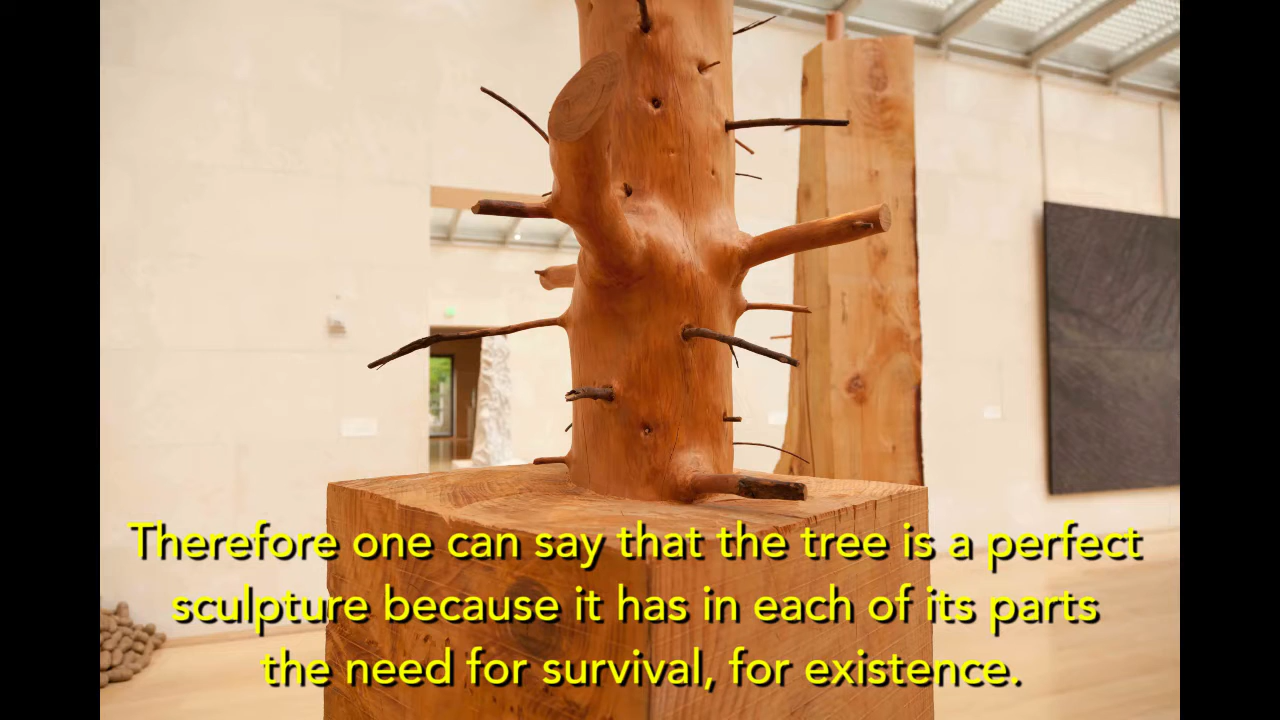 Therefore one can say that the tree is a perfect
sculpture because it has in each of its parts
the need for survival, for existence.